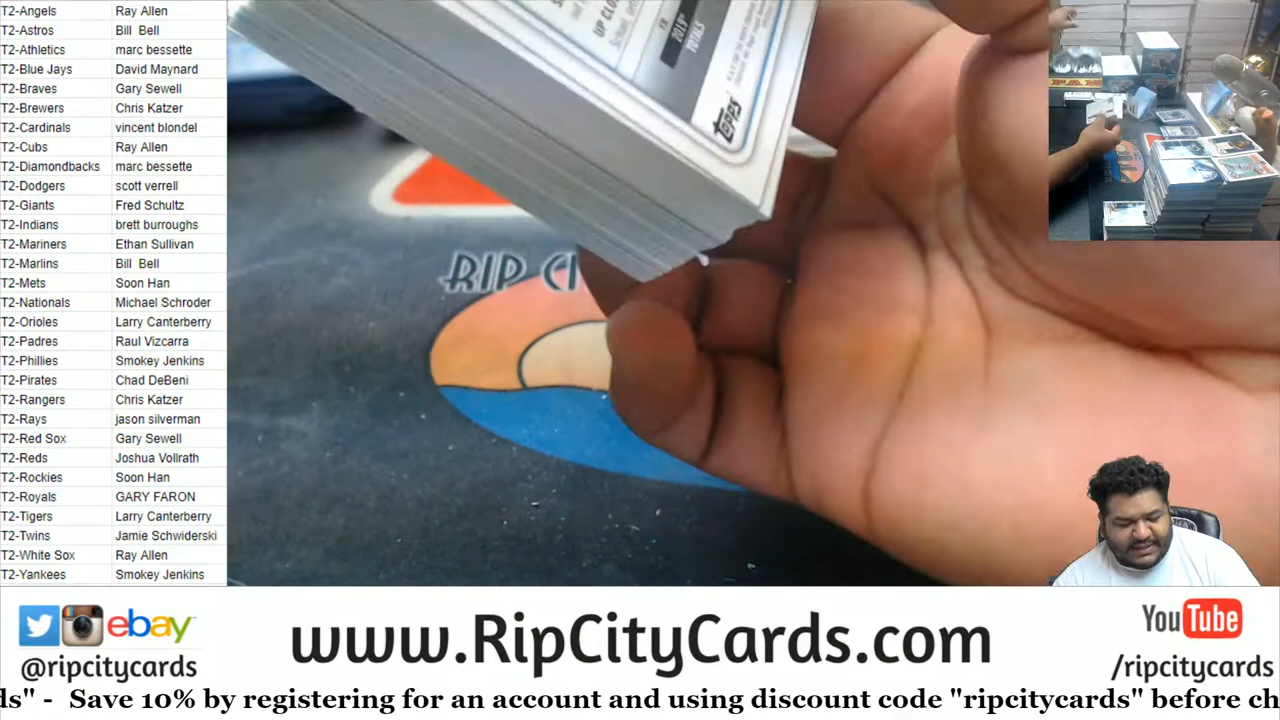 T2-Angels Ray Allen
T2-Astros Bill Bell
T2-Athletics marc bessette
T2-Blue Jays David Maynard
T2-Braves Gary Sewell
T2-Brewers Chris Katzer
T2-Cardinals vincent blondel
T2-Cubs Ray Allen
T2-Diamondbacks marc bessette
T2-Dodgers scott verrell
T2-Giants Fred Schultz
T2-Indians brett burroughs
T2-Mariners Ethan Sullivan
T2-Marlins Bill Bell
T2-Mets Soon Han
T2-Nationals Michael Schroder
T2-Orioles Larry Canterberry
T2-Padres Raul Vizcarra
T2-Phillies Smokey Jenkins
T2-Pirates Chad DeBeni
T2-Rangers Chris Katzer
T2-Rays jason silverman
T2-Red Sox Gary Sewell
T2-Reds Joshua Vollrath
T2-Rockies Soon Han
T2-Royals GARY FARON
T2-Tigers Larry Canterberry
T2-Twins Jamie Schwiderski
T2-White Sox Ray Allen
T2-Yankees Smokey Jenkins
UP CLO
TOTALS
Topps
RIP CI
ebay
@ripcitycards
www.RipCityCards.com
YouTube
/ripcitycards
ds" - Save 10% by registering for an account and using discount code "ripcitycards" before ch